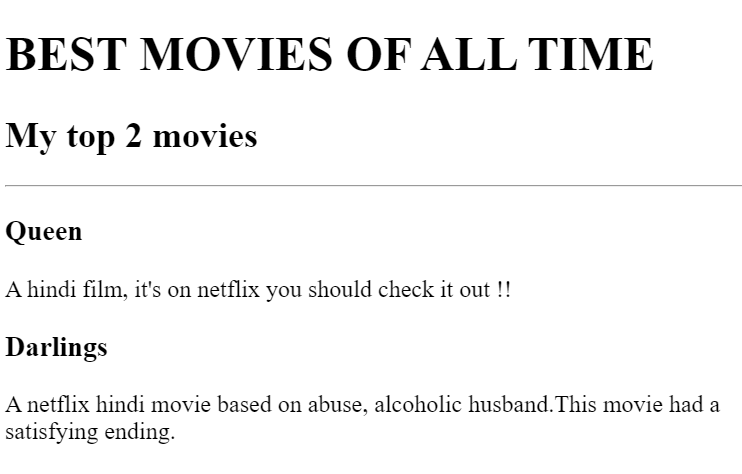 BEST MOVIES OF ALL TIME
My top 2 movies
Queen
A hindi film, it's on netflix you should check it out !!
Darlings
A netflix hindi movie based on abuse, alcoholic husband.This movie had a
satisfying ending.